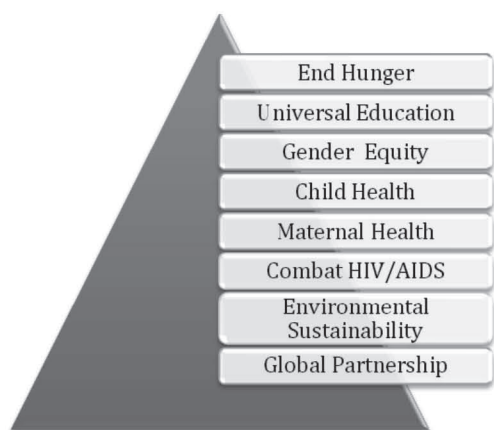 End Hunger
Universal Education
Gender Equity
Child Health
Maternal Health
Combat HIV/AIDS
Environmental
Sustainability
Global Partnership